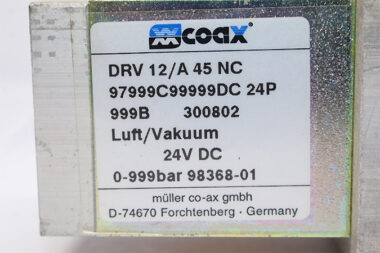 coax
DRV 12/A 45 NC
97999C99999DC 24P
999B 300802
Luft/Vakuum
24V DC
0-999bar 98368-01
müller co-ax gmbh
D-74670 Forchtenberg · Germany